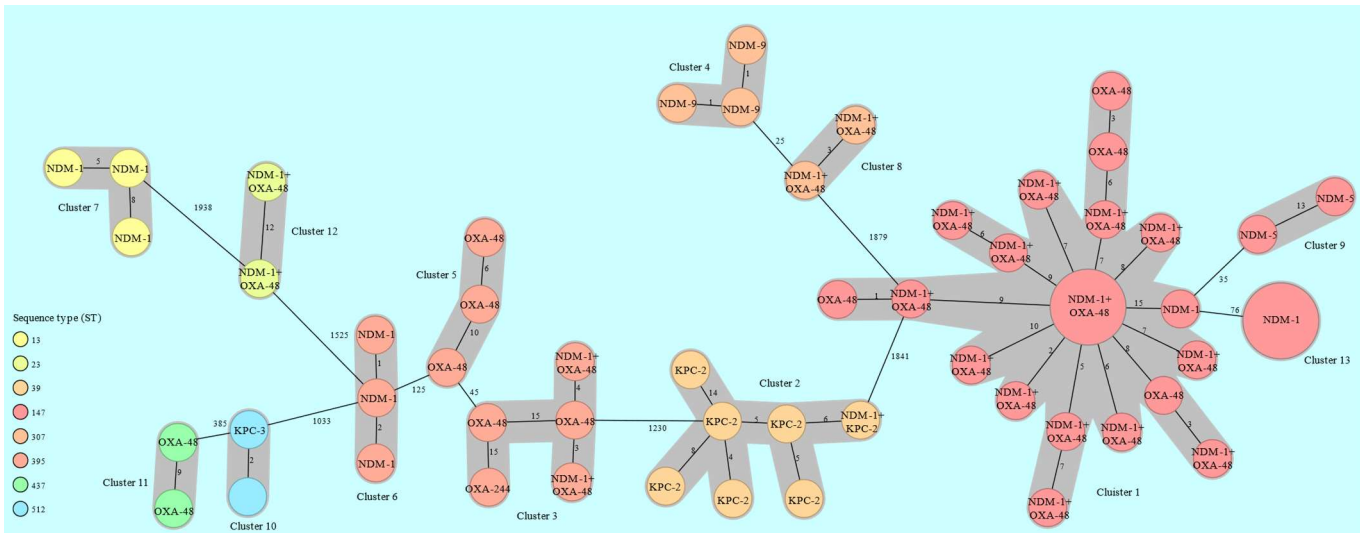 NDM-9
Cluster 4
1
NDM-9
1
NDM-9
OXA-48
3
25
NDM-1+
OXA-48
3
Cluster 8
NDM-1+
OXA-48
OXA-48
6
NDM-1
5
NDM-1
8
Cluster 7
NDM-1
1938
NDM-1+
OXA-48
12
Cluster 12
NDM-1+
OXA-48
NDM-1+
OXA-48
7
NDM-1+
OXA-48
7
NDM-1+
OXA-48
6
NDM-1+
OXA-48
9
NDM-1+
OXA-48
8
NDM-5
13
NDM-5
Cluster 9
35
OXA-48
Cluster 5
6
OXA-48
10
OXA-48
1879
OXA-48
1
NDM-1+
OXA-48
9
NDM-1+
OXA-48
15
NDM-1
76
NDM-1
Cluster 13
1525
NDM-1
1
NDM-1
2
NDM-1
Cluster 6
125
45
1841
10
NDM-1+
OXA-48
2
NDM-1+
OXA-48
5
6
8
7
NDM-1+
OXA-48
OXA-48
3
NDM-1+
OXA-48
NDM-1+
OXA-48
NDM-1+
OXA-48
7
NDM-1+
OXA-48
Cluister 1
Sequence type (ST)
13
23
39
147
307
395
437
512
385
KPC-3
1033
2
Cluster 10
OXA-48
9
OXA-48
Cluster 11
NDM-1+
OXA-48
4
OXA-48
15
OXA-48
15
OXA-244
3
NDM-1+
OXA-48
Cluster 3
1230
KPC-2
14
Cluster 2
KPC-2
5
KPC-2
6
NDM-1+
KPC-2
8
KPC-2
4
KPC-2
5
KPC-2